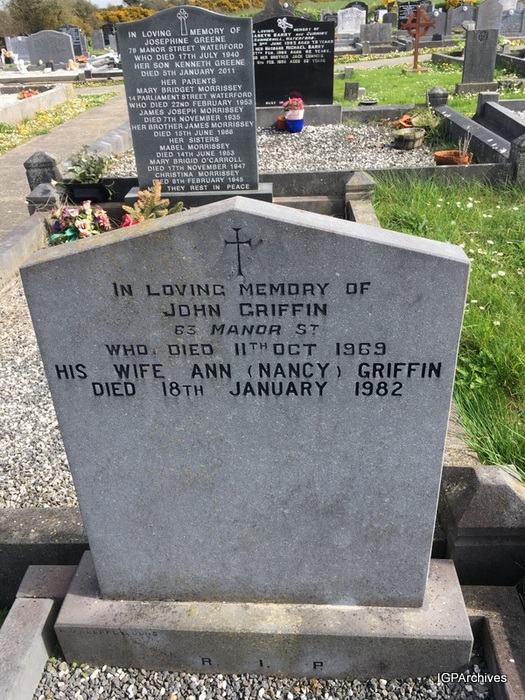 IN LOVING MEMORY OF
JOSEPHINE GREENE
78 MANOR STREET WATERFORD
WHO DIED 17TH JULY 1940
HER SON KENNETH GREENE
DIED 5TH JANUARY 2011
HER PARENTS
MARY BRIDGET MORRISSEY
14 PARLIAMENT STREET WATERFORD
WHO DIED 22ND FEBRUARY 1953
JAMES JOSEPH MORRISSEY
DIED 7TH NOVEMBER 1935
HER BROTHER JAMES MORRISSEY
DIED 15TH JUNE 1986
HER SISTERS
MABEL MORRISSEY
DIED 14TH JUNE 1953
MARY BRIGID O'CARROLL
DIED 17TH NOVEMBER 1947
CHRISTINA MORRISSEY
DIED 8TH FEBRUARY 1945
THEY REST IN PEACE
IN LOVING MEMORY OF
JOHN GRIFFIN
63 MANOR ST
WHO DIED 11TH OCT 1969
HIS WIFE ANN (NANCY) GRIFFIN
DIED 18TH JANUARY 1982
R I P
IGPArchives